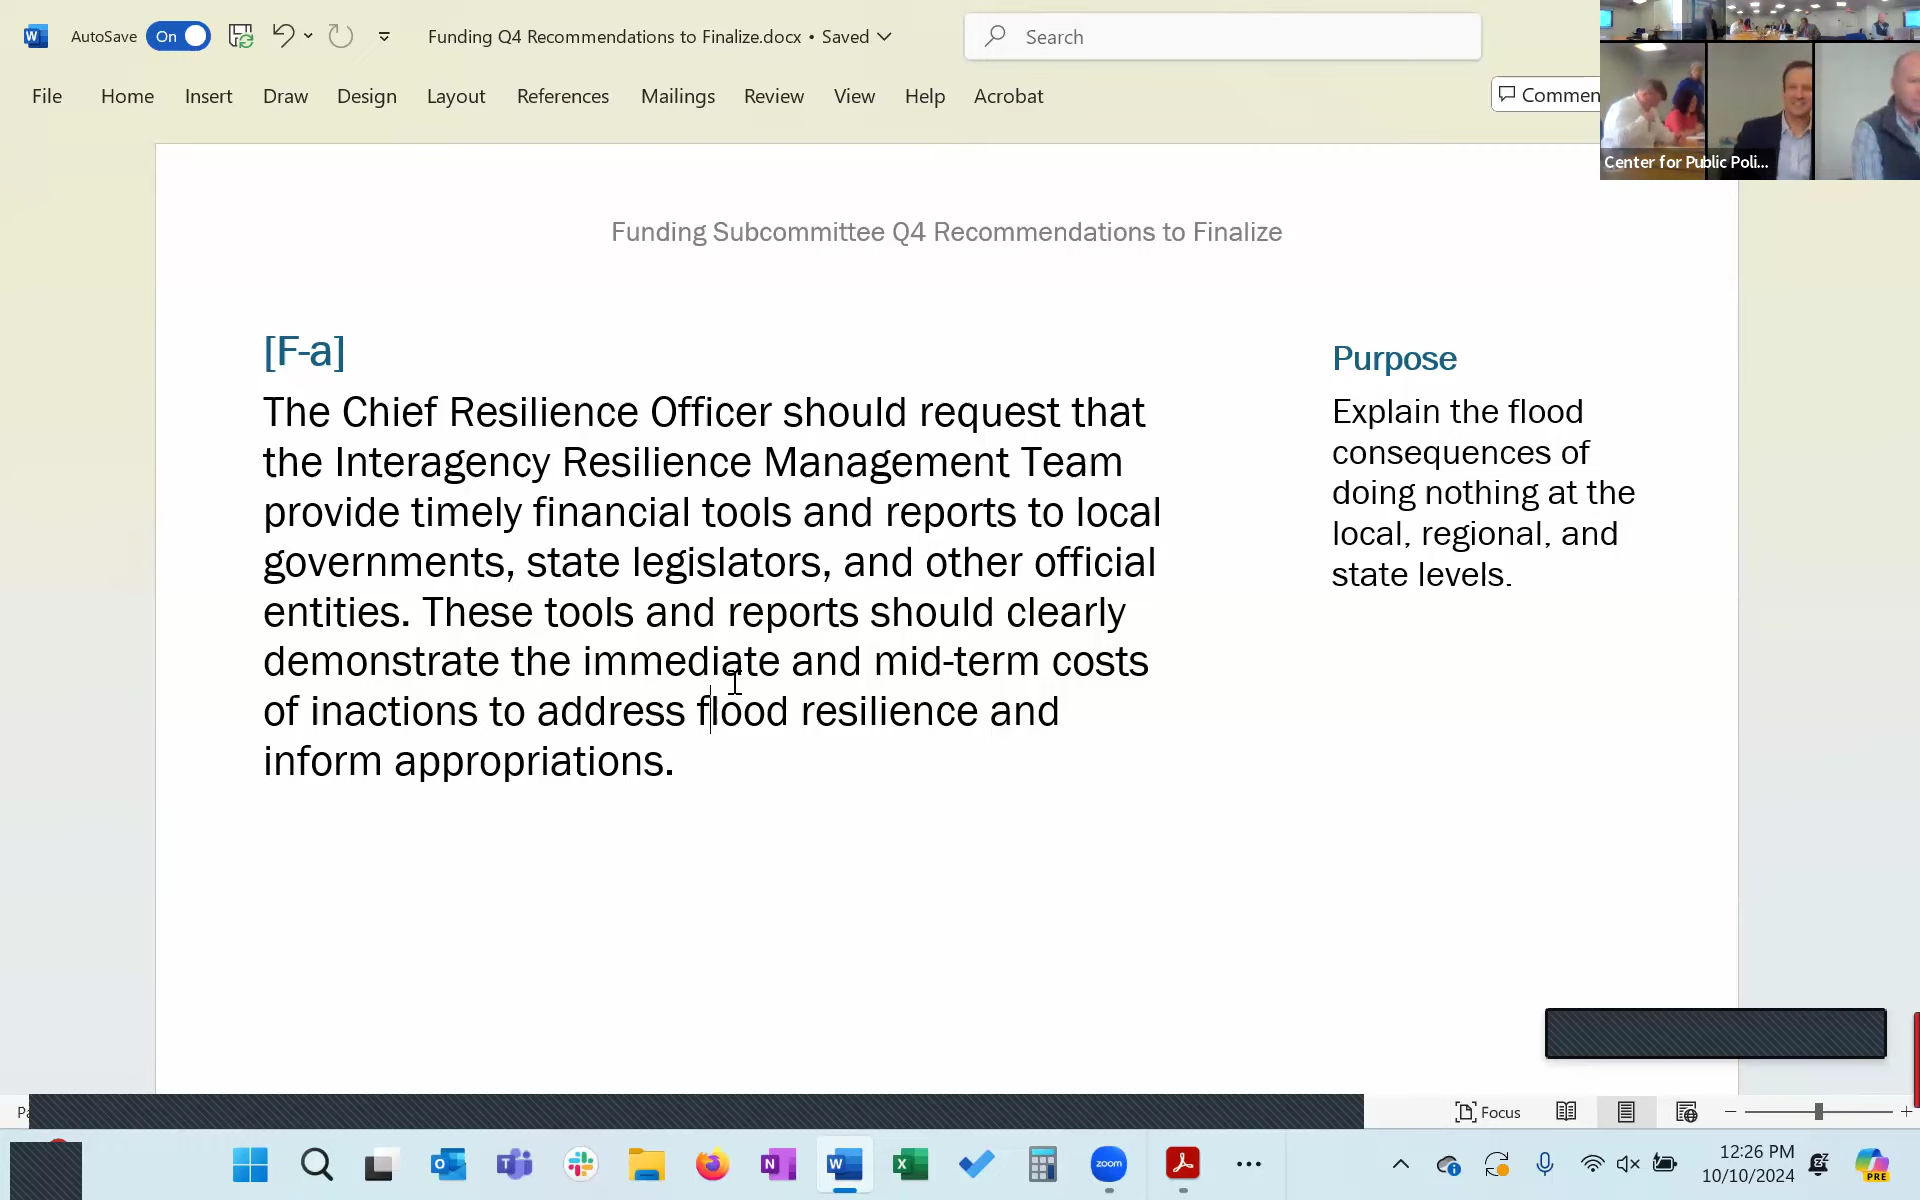 AutoSave On Funding Q4 Recommendations to Finalize.docx • Saved Search
File Home Insert Draw Design Layout References Mailings Review View Help Acrobat
Center for Public Poli...
Funding Subcommittee Q4 Recommendations to Finalize
[F-a]
The Chief Resilience Officer should request that
the Interagency Resilience Management Team
provide timely financial tools and reports to local
governments, state legislators, and other official
entities. These tools and reports should clearly
demonstrate the immediate and mid-term costs
of inactions to address flood resilience and
inform appropriations.
Purpose
Explain the flood
consequences of
doing nothing at the
local, regional, and
state levels.
Focus
zoom
12:26 PM
10/10/2024
PRE